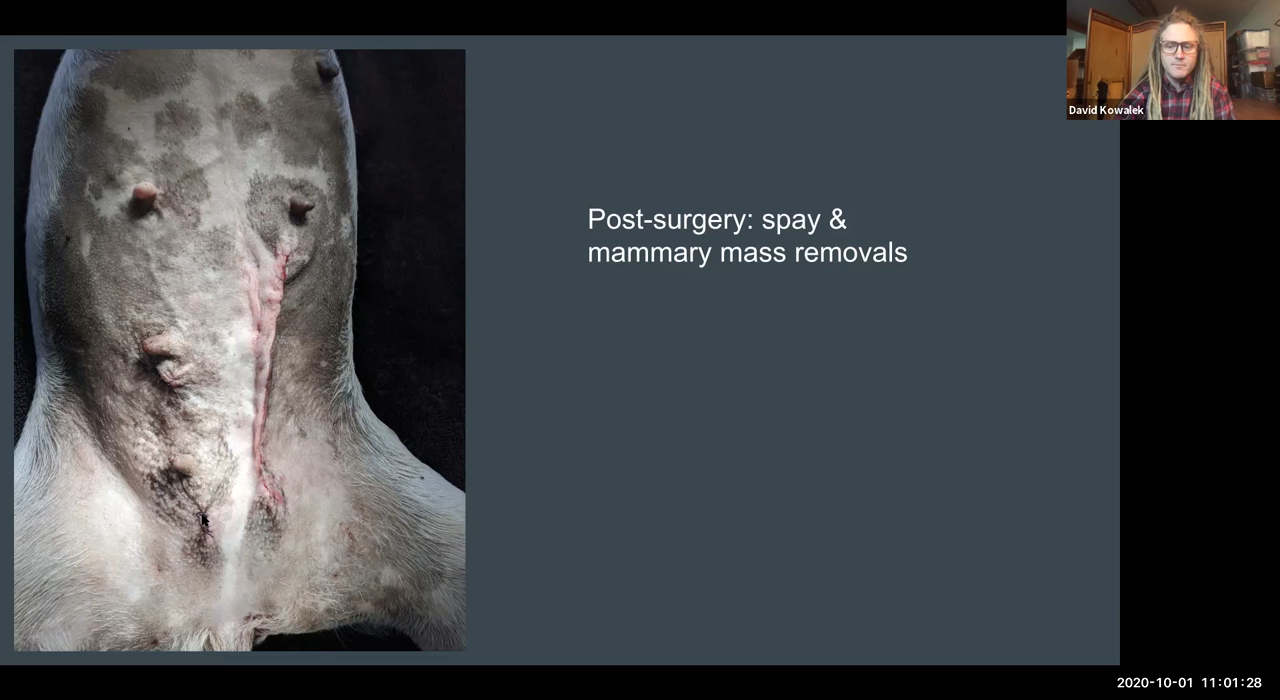 David Kowalek
Post-surgery: spay &
mammary mass removals
2020-10-01 11:01:28